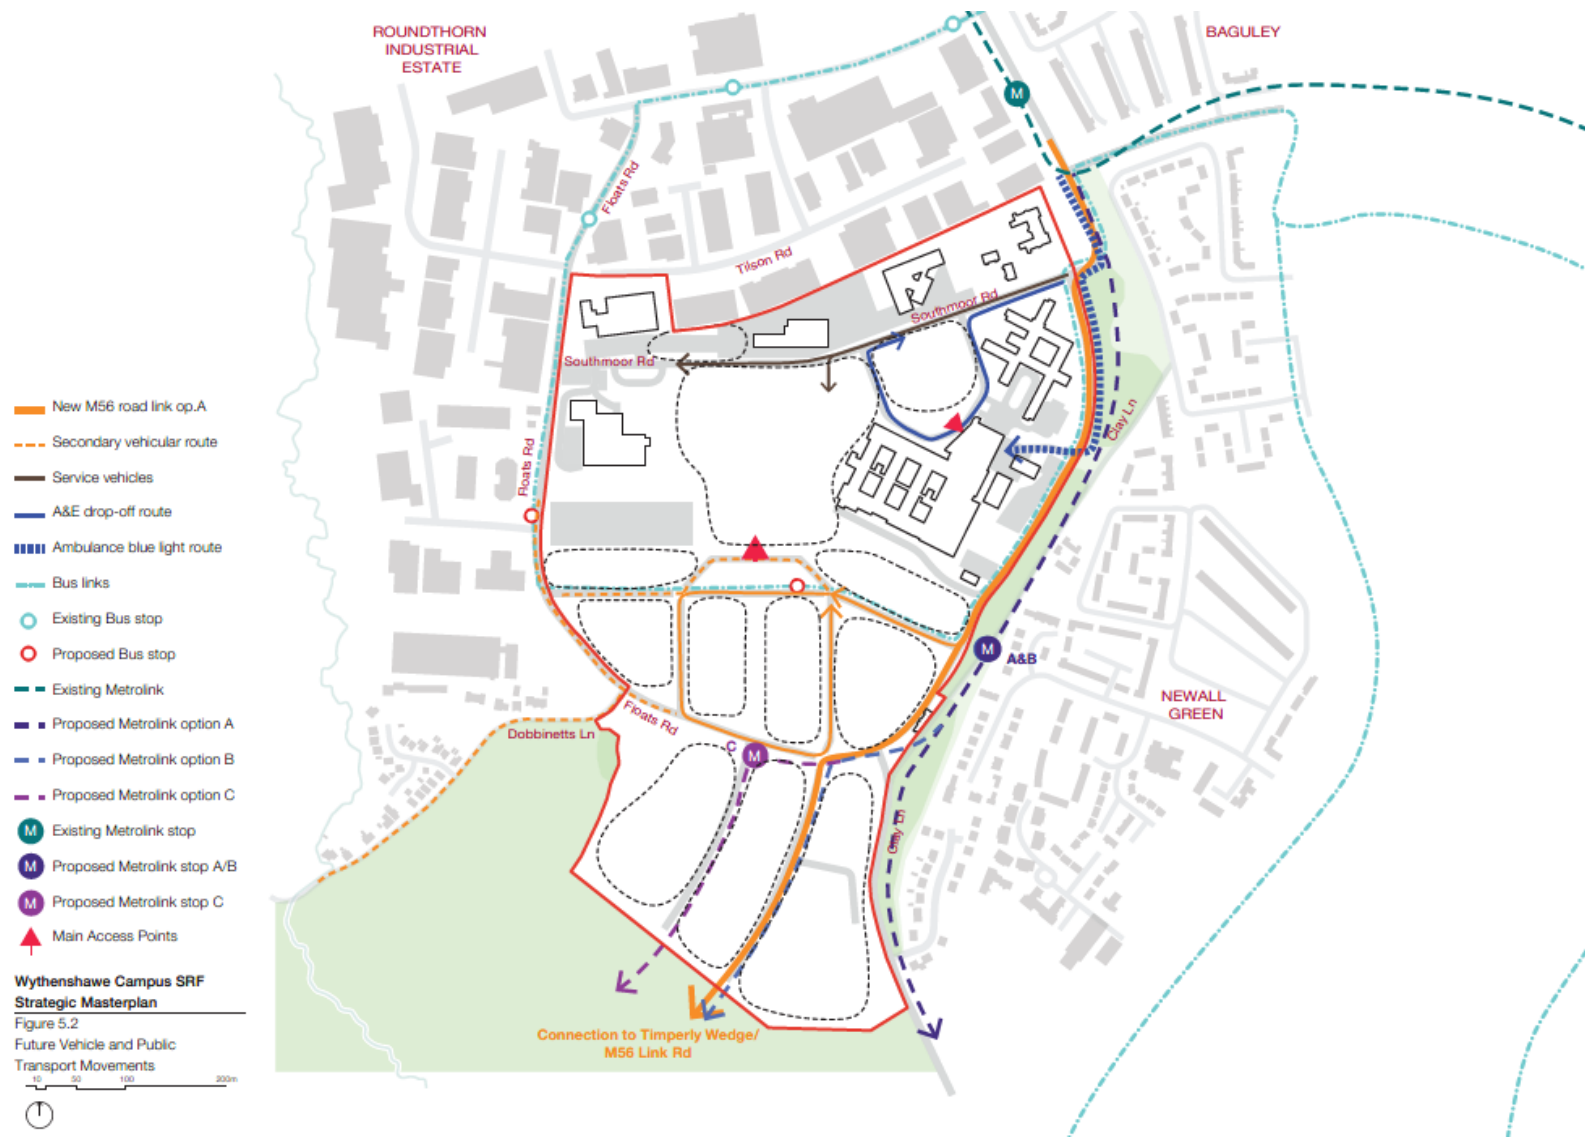 ROUNDTHORN
INDUSTRIAL
ESTATE
BAGULEY
M
Floats Rd
Tilson Rd
Southmoor Rd
Southmoor Rd
Clay Ln
Floats Rd
M
A&B
NEWALL
GREEN
Floats Rd
Dobbinetts Ln
C
M
Clay Ln
Connection to Timperly Wedge/
M56 Link Rd
New M56 road link op.A
Secondary vehicular route
Service vehicles
A&E drop-off route
Ambulance blue light route
Bus links
Existing Bus stop
Proposed Bus stop
Existing Metrolink
Proposed Metrolink option A
Proposed Metrolink option B
Proposed Metrolink option C
M Existing Metrolink stop
M Proposed Metrolink stop A/B
M Proposed Metrolink stop C
Main Access Points
Wythenshawe Campus SRF
Strategic Masterplan
Figure 5.2
Future Vehicle and Public
Transport Movements
10 50 100 200m